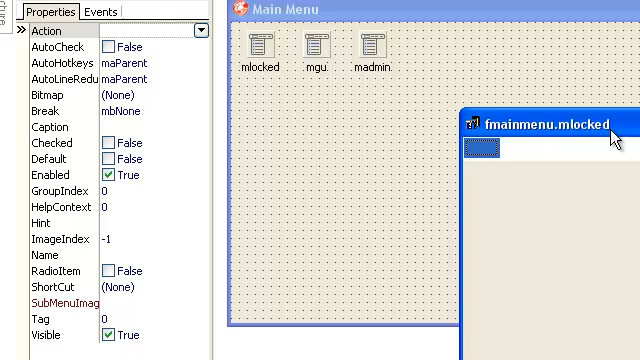 cture
Properties Events
Action
AutoCheck False
AutoHotkeys maParent
AutoLineRedu maParent
Bitmap (None)
Break mbNone
Caption
Checked False
Default False
Enabled True
GroupIndex 0
HelpContext 0
Hint
ImageIndex -1
Name
RadioItem False
ShortCut (None)
SubMenuImag
Tag 0
Visible True
Main Menu
mlocked mgu madmin
fmainmenu.mlocked